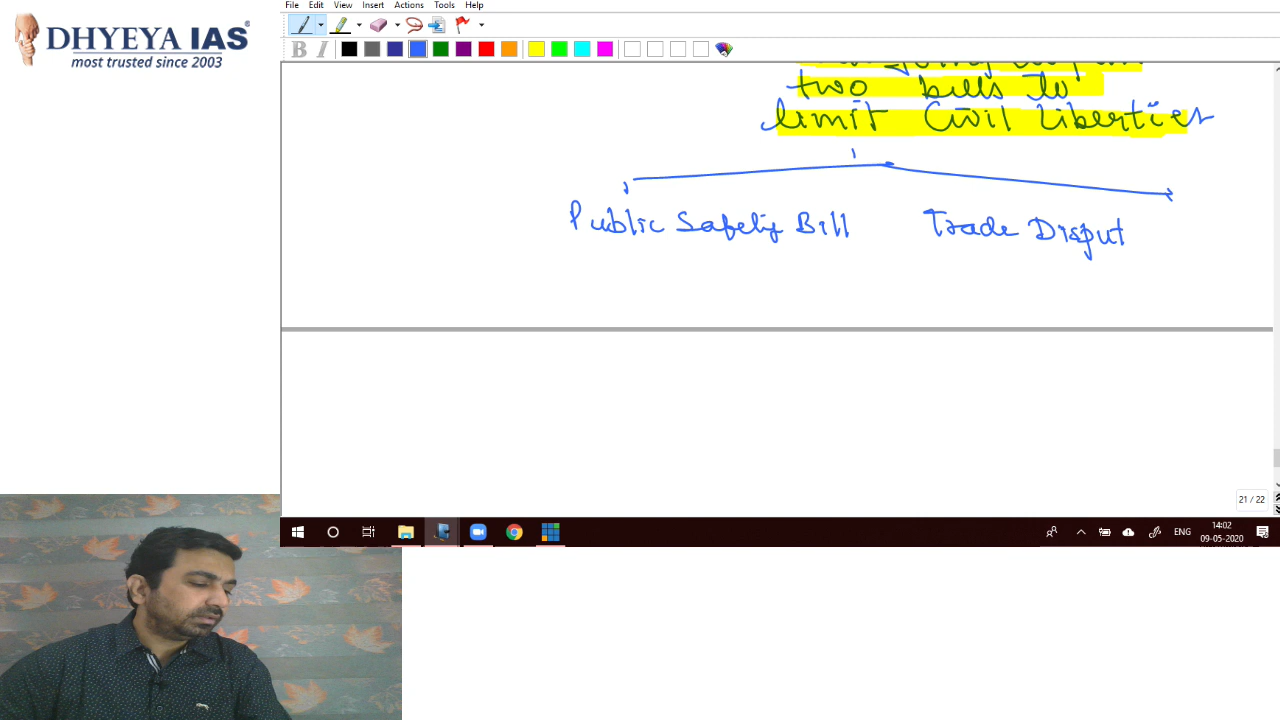 DHYEYA IAS®
most trusted since 2003
File Edit View Insert Actions Tools Help
B I
two bills to
limit Civil Liberties
Public Safety Bill Trade Disput
21 / 22
ENG
14:02
09-05-2020